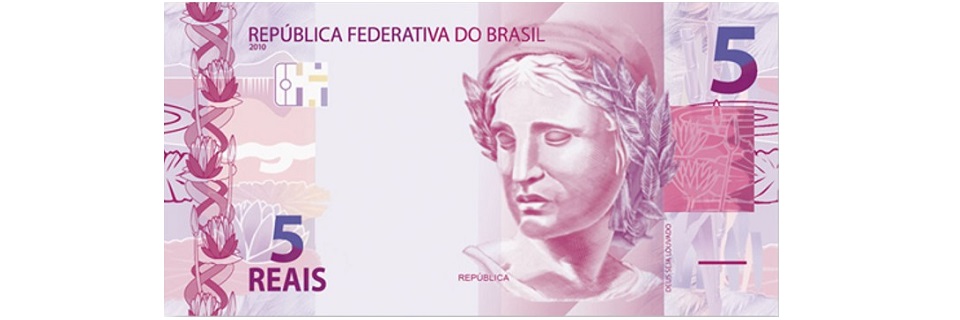 REPÚBLICA FEDERATIVA DO BRASIL
2010
5
5
REAIS
REPÚBLICA
DEUS SEJA LOUVADO